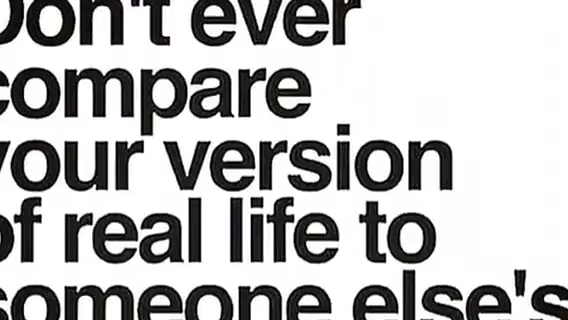 Don't ever
compare
your version
of real life to
someone else's